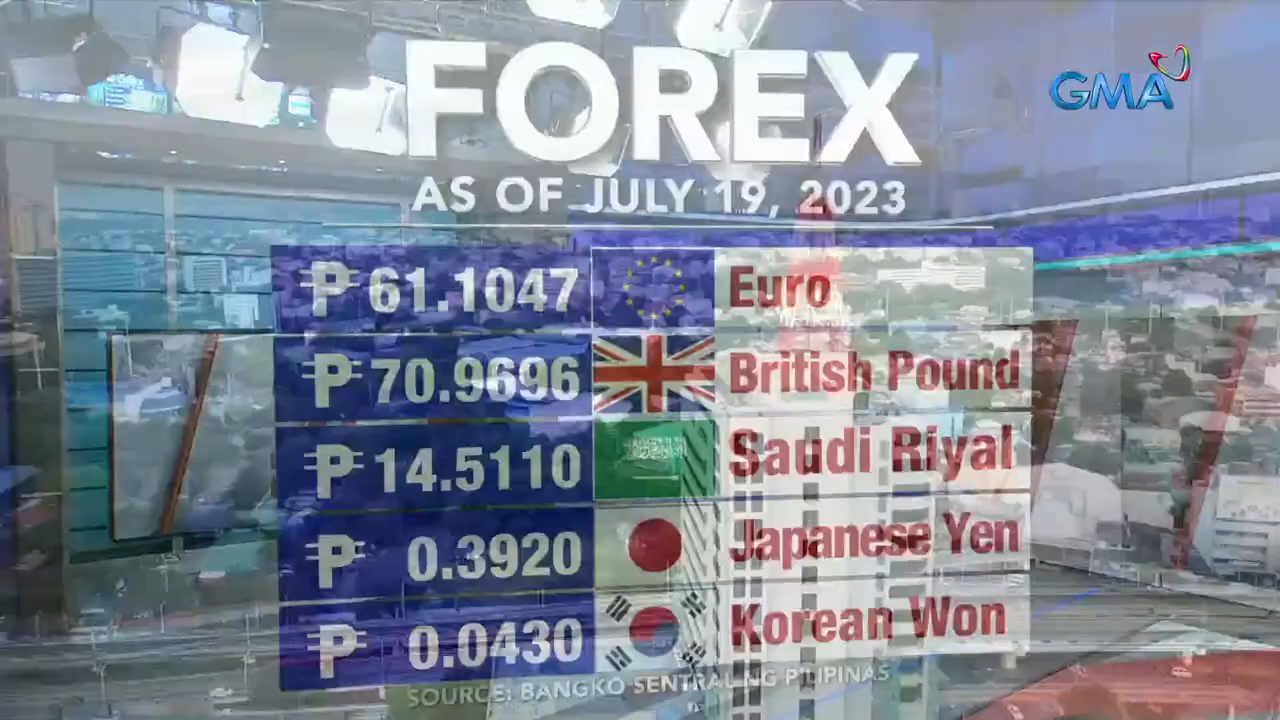 FOREX
GMA
AS OF JULY 19, 2023
₱ 61.1047 Euro
₱ 70.9696 British Pound
₱ 14.5110 Saudi Riyal
₱ 0.3920 Japanese Yen
₱ 0.0430 Korean Won
SOURCE: BANGKO SENTRAL NG PILIPINAS